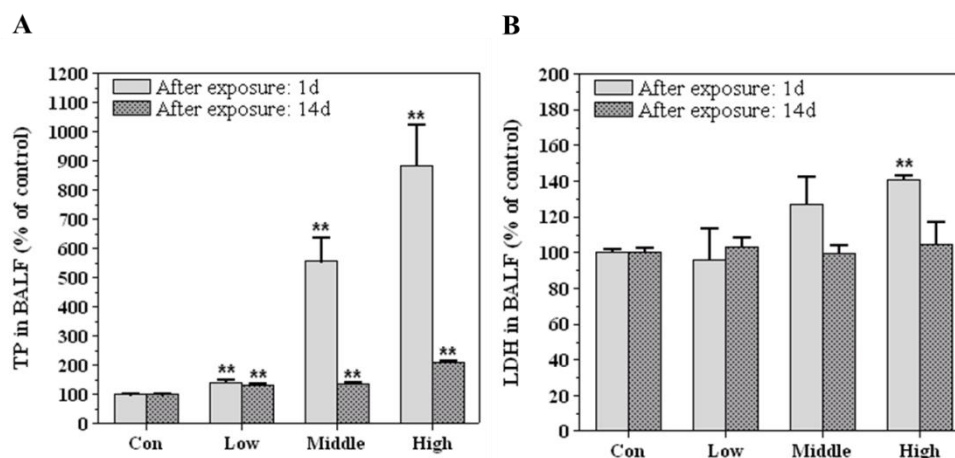 A
TP in BALF (% of control)
1200
1100
1000
900
800
700
600
500
400
300
200
100
0
After exposure: 1d
After exposure: 14d
**
**
**
**
**
**
Con
Low
Middle
High
B
LDH in BALF (% of control)
200
180
160
140
120
100
80
60
40
20
0
After exposure: 1d
After exposure: 14d
**
Con
Low
Middle
High